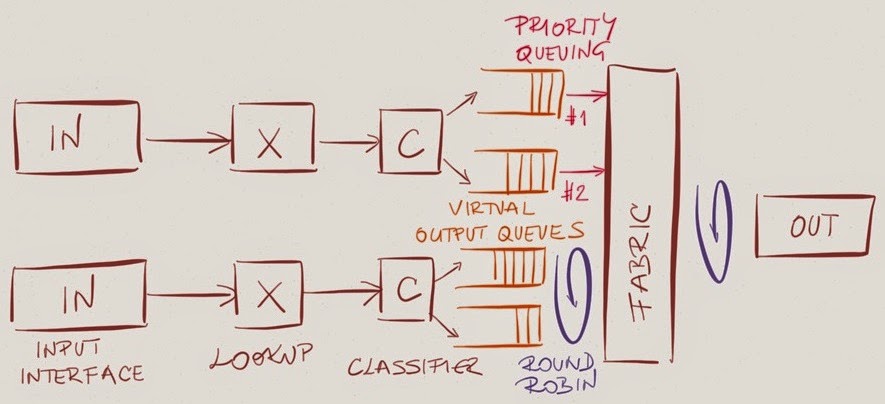 PRIORITY
QUEUING
IN
X
C
#1
#2
VIRTUAL
OUTPUT QUEUES
FABRIC
OUT
IN
X
C
INPUT
INTERFACE
LOOKUP
CLASSIFIER
ROUND
ROBIN